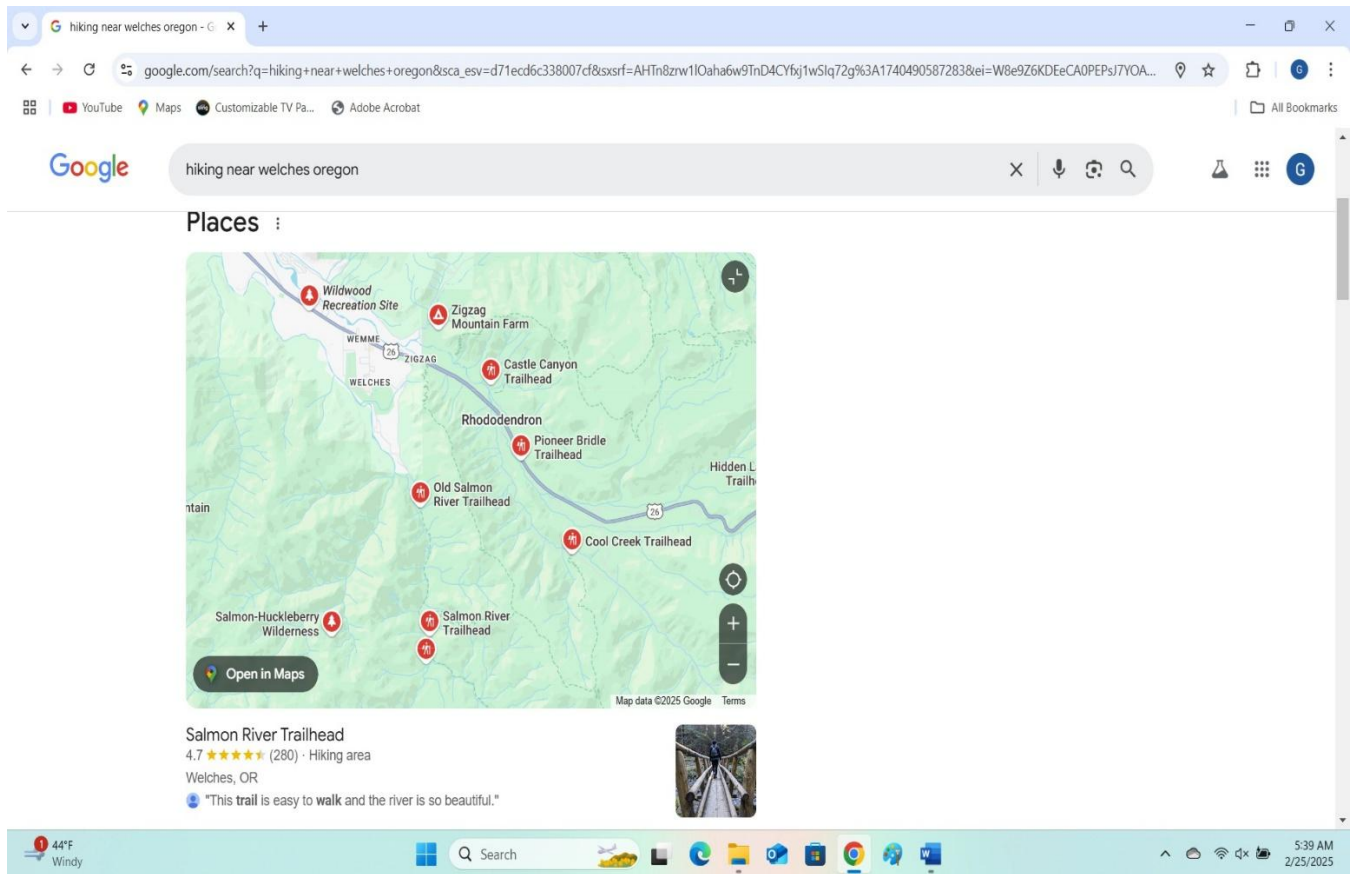 hiking near welches oregon - G
google.com/search?q=hiking+near+welches+oregon&sca_esv=d71ecd6c338007cf&sxsrf=AHTn8zrw1lOaha6w9TnD4CYfxj1wSIq72g%3A1740490587283&ei=W8e9Z6KDEeCA0PEPsJ7YOA...
G
YouTube
Maps
Customizable TV Pa...
Adobe Acrobat
All Bookmarks
Google
hiking near welches oregon
G
Places
Wildwood
Recreation Site
Zigzag
Mountain Farm
WEMME
26
ZIGZAG
WELCHES
Castle Canyon
Trailhead
Rhododendron
Pioneer Bridle
Trailhead
Hidden L
Trailh
Old Salmon
River Trailhead
ntain
26
Cool Creek Trailhead
Salmon-Huckleberry
Wilderness
Salmon River
Trailhead
Open in Maps
Map data ©2025 Google Terms
Salmon River Trailhead
4.7 (280) · Hiking area
Welches, OR
"This trail is easy to walk and the river is so beautiful."
1
44°F
Windy
Search
5:39 AM
2/25/2025